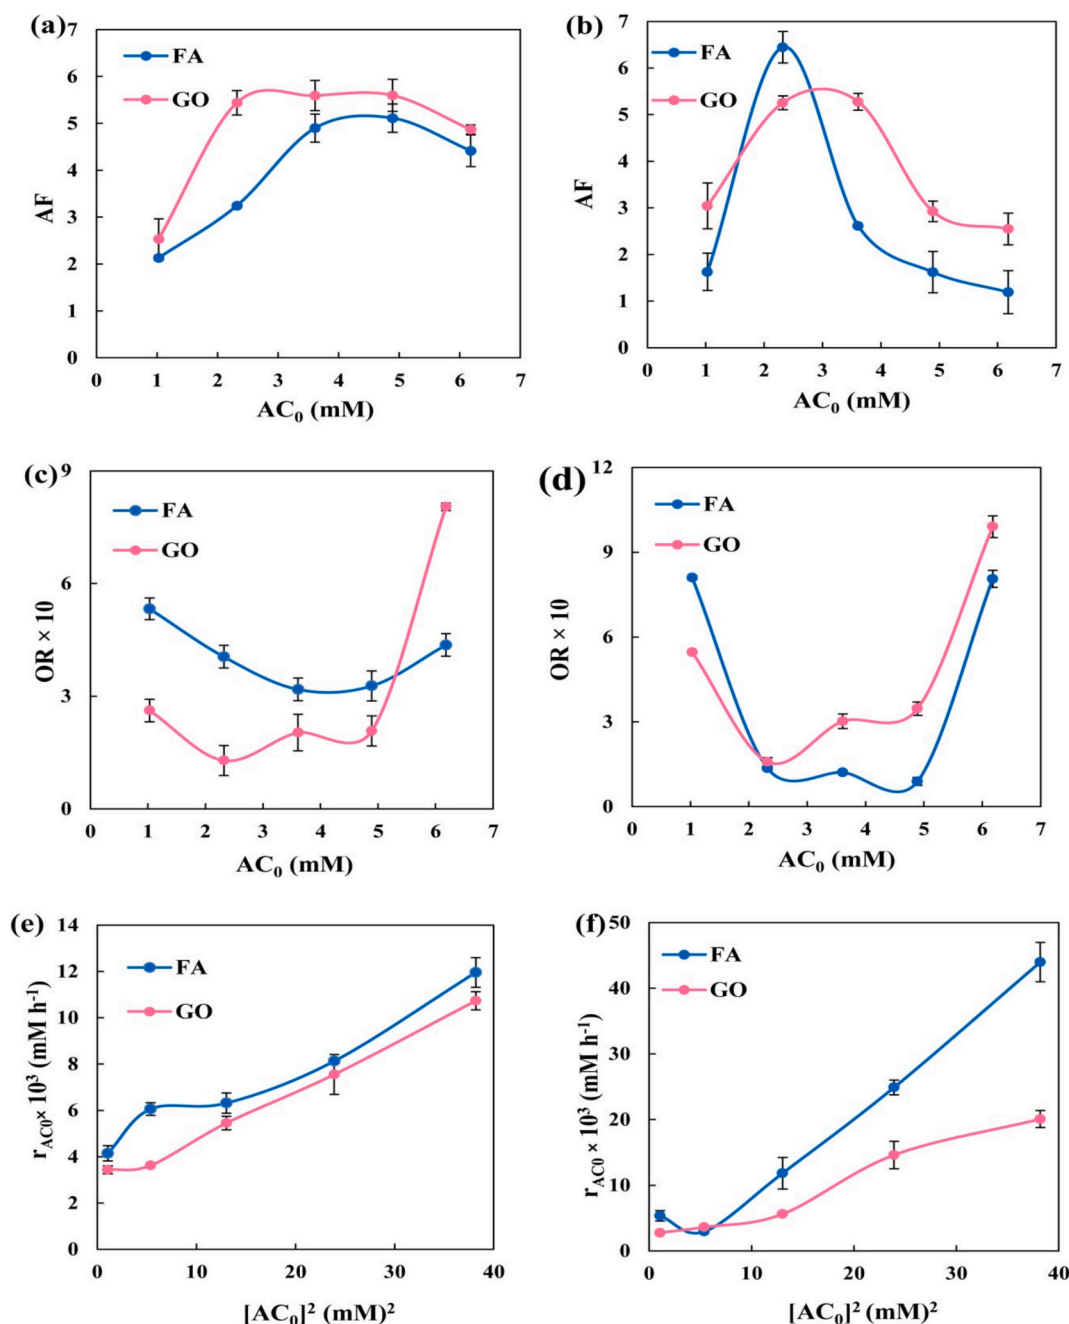 (a)
7
6
5
4
3
2
1
0
AF
FA
GO
0 1 2 3 4 5 6 7
AC₀ (mM)
(b)
7
6
5
4
3
2
1
0
AF
FA
GO
0 1 2 3 4 5 6 7
AC₀ (mM)
(c)
9
6
3
0
OR × 10
FA
GO
0 1 2 3 4 5 6 7
AC₀ (mM)
(d)
12
9
6
3
0
OR × 10
FA
GO
0 1 2 3 4 5 6 7
AC₀ (mM)
(e)
14
12
10
8
6
4
2
0
r_AC0 × 10³ (mM h⁻¹)
FA
GO
0 10 20 30 40
[AC₀]² (mM)²
(f)
50
40
30
20
10
0
r_AC0 × 10³ (mM h⁻¹)
FA
GO
0 10 20 30 40
[AC₀]² (mM)²